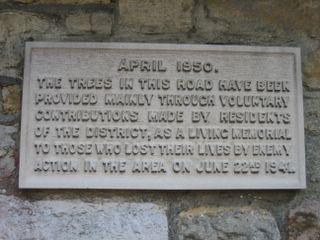 APRIL 1950.
THE TREES IN THIS ROAD HAVE BEEN
PROVIDED MAINLY THROUGH VOLUNTARY
CONTRIBUTIONS MADE BY RESIDENTS
OF THE DISTRICT; AS A LIVING MEMORIAL
TO THOSE WHO LOST THEIR LIVES BY ENEMY
ACTION IN THE AREA ON JUNE 22ND 1941.